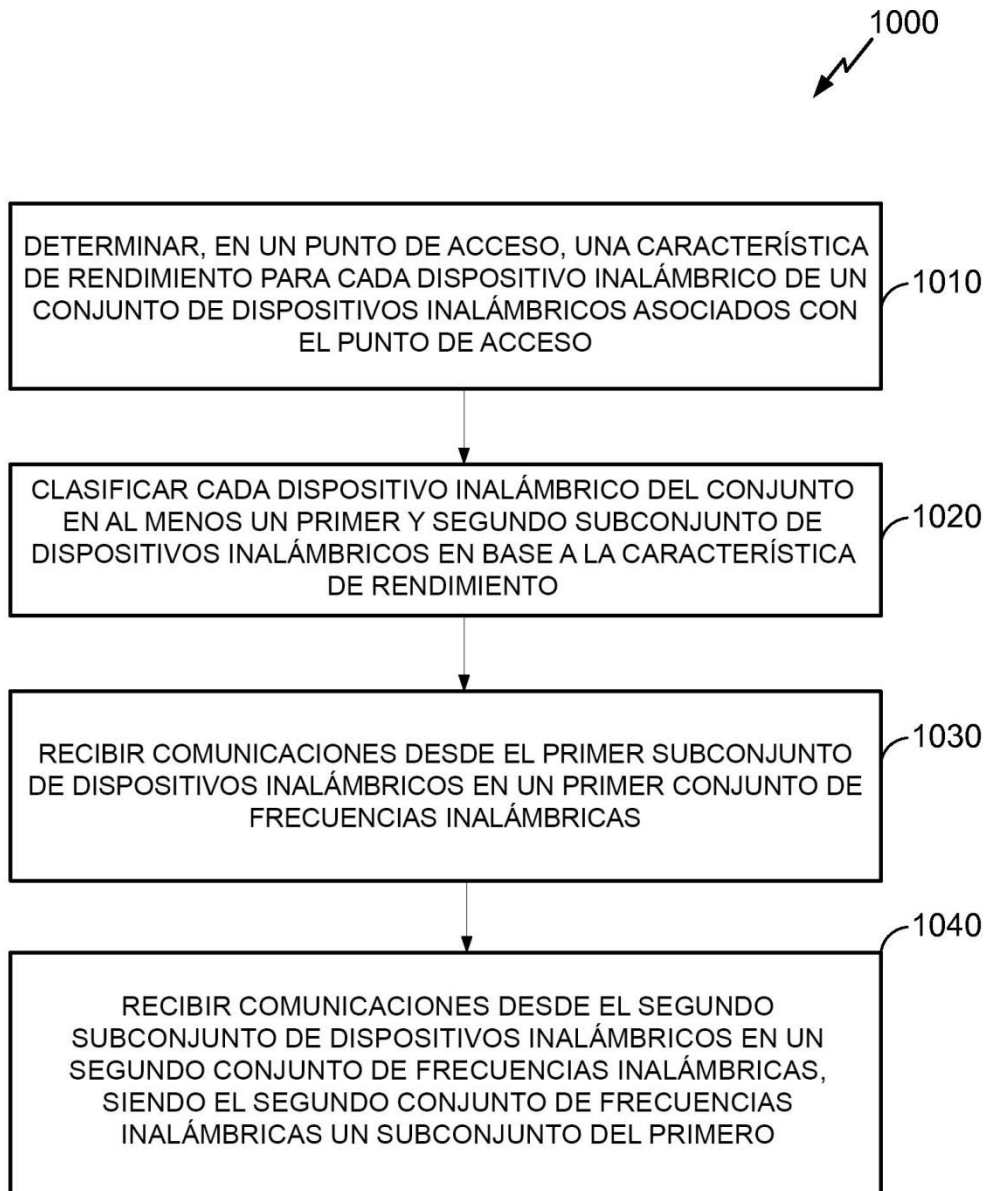 1000
DETERMINAR, EN UN PUNTO DE ACCESO, UNA CARACTERÍSTICA
DE RENDIMIENTO PARA CADA DISPOSITIVO INALÁMBRICO DE UN
CONJUNTO DE DISPOSITIVOS INALÁMBRICOS ASOCIADOS CON
EL PUNTO DE ACCESO
1010
CLASIFICAR CADA DISPOSITIVO INALÁMBRICO DEL CONJUNTO
EN AL MENOS UN PRIMER Y SEGUNDO SUBCONJUNTO DE
DISPOSITIVOS INALÁMBRICOS EN BASE A LA CARACTERÍSTICA
DE RENDIMIENTO
1020
RECIBIR COMUNICACIONES DESDE EL PRIMER SUBCONJUNTO
DE DISPOSITIVOS INALÁMBRICOS EN UN PRIMER CONJUNTO DE
FRECUENCIAS INALÁMBRICAS
1030
RECIBIR COMUNICACIONES DESDE EL SEGUNDO
SUBCONJUNTO DE DISPOSITIVOS INALÁMBRICOS EN UN
SEGUNDO CONJUNTO DE FRECUENCIAS INALÁMBRICAS,
SIENDO EL SEGUNDO CONJUNTO DE FRECUENCIAS
INALÁMBRICAS UN SUBCONJUNTO DEL PRIMERO
1040